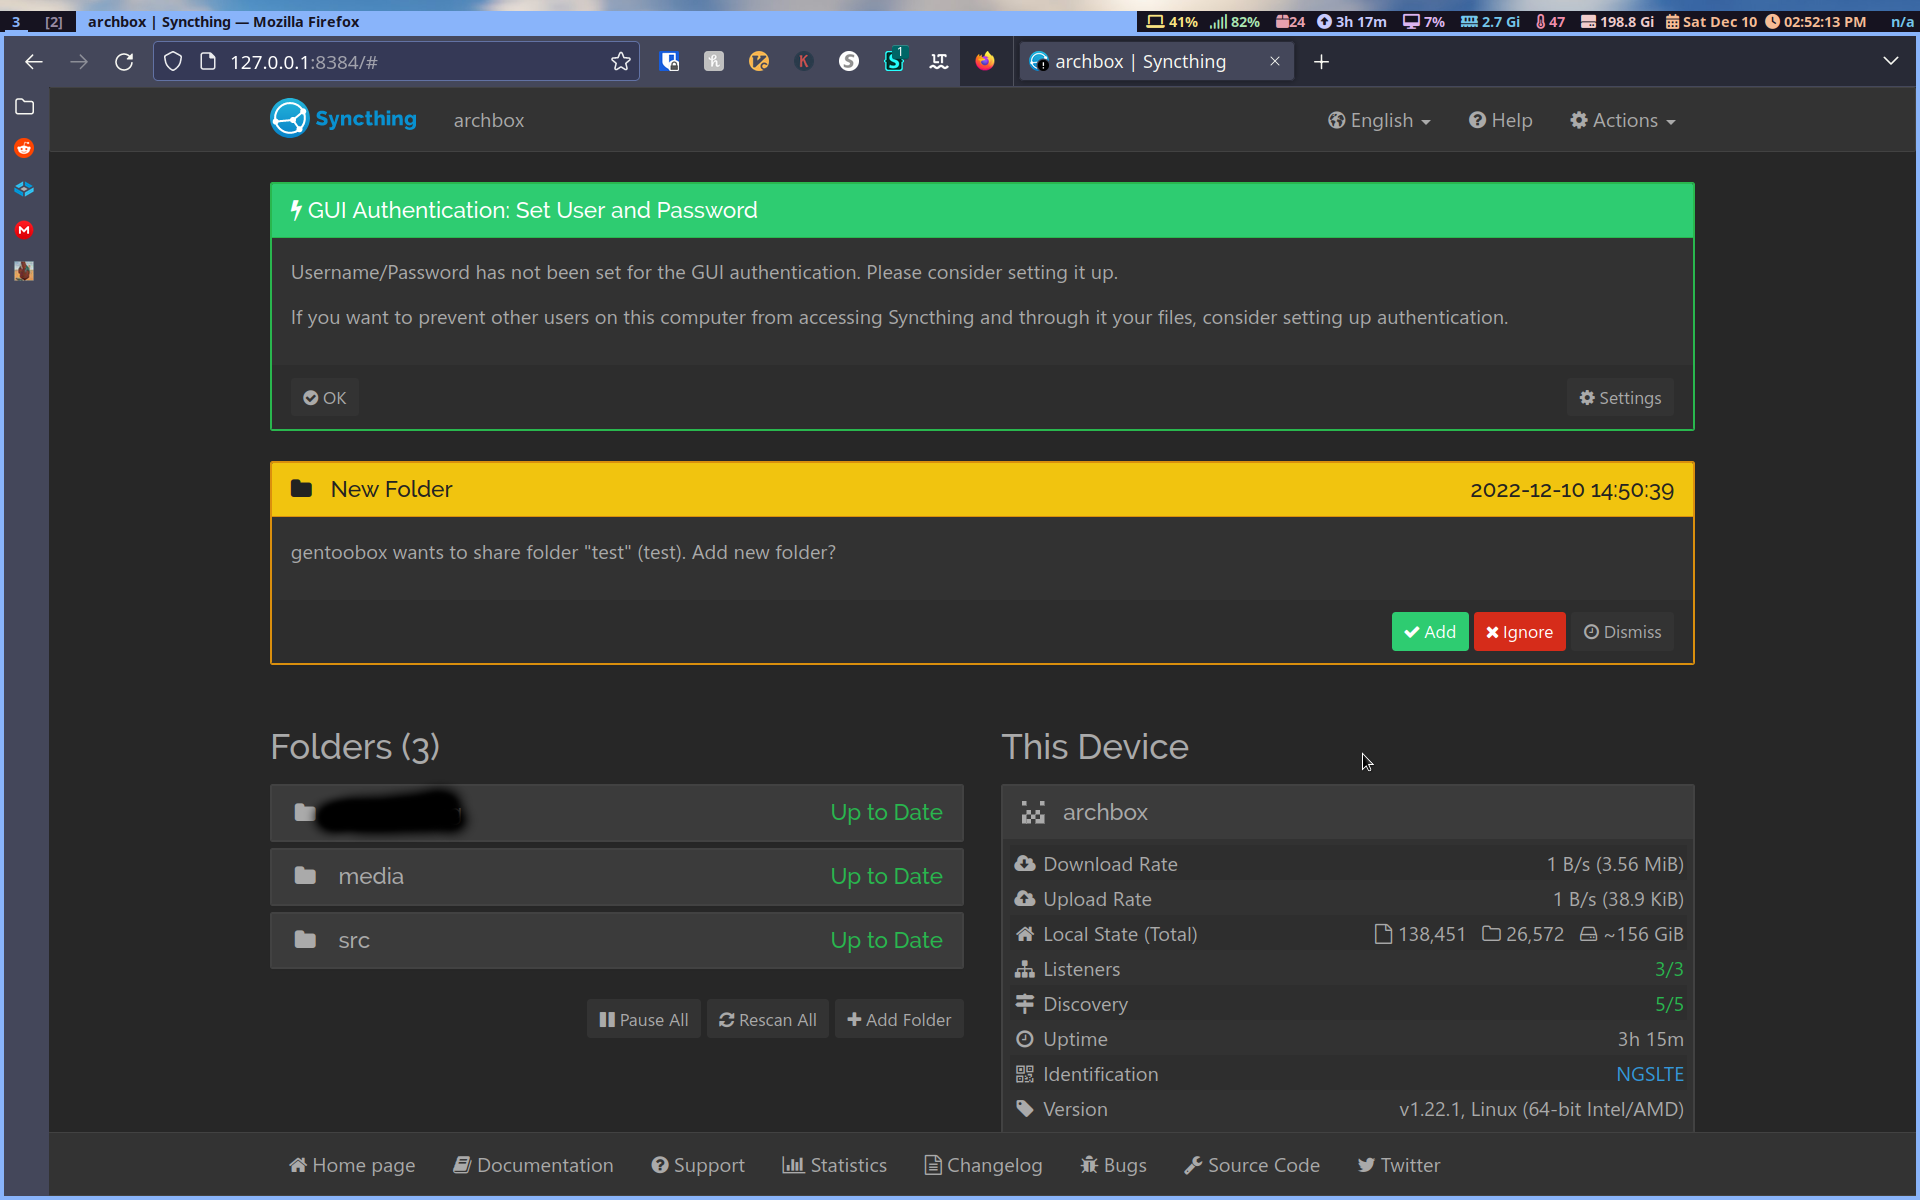 3 [2] archbox | Syncthing — Mozilla Firefox 41% 82% 24 3h 17m 7% 2.7 Gi 47 198.8 Gi Sat Dec 10 02:52:13 PM n/a
127.0.0.1:8384/# 1 archbox | Syncthing
Syncthing archbox English Help Actions
GUI Authentication: Set User and Password
Username/Password has not been set for the GUI authentication. Please consider setting it up.
If you want to prevent other users on this computer from accessing Syncthing and through it your files, consider setting up authentication.
OK Settings
New Folder 2022-12-10 14:50:39
gentoobox wants to share folder "test" (test). Add new folder?
Add Ignore Dismiss
Folders (3)
Up to Date
media Up to Date
src Up to Date
Pause All Rescan All Add Folder
This Device
archbox
Download Rate 1 B/s (3.56 MiB)
Upload Rate 1 B/s (38.9 KiB)
Local State (Total) 138,451 26,572 ~156 GiB
Listeners 3/3
Discovery 5/5
Uptime 3h 15m
Identification NGSLTE
Version v1.22.1, Linux (64-bit Intel/AMD)
Home page Documentation Support Statistics Changelog Bugs Source Code Twitter